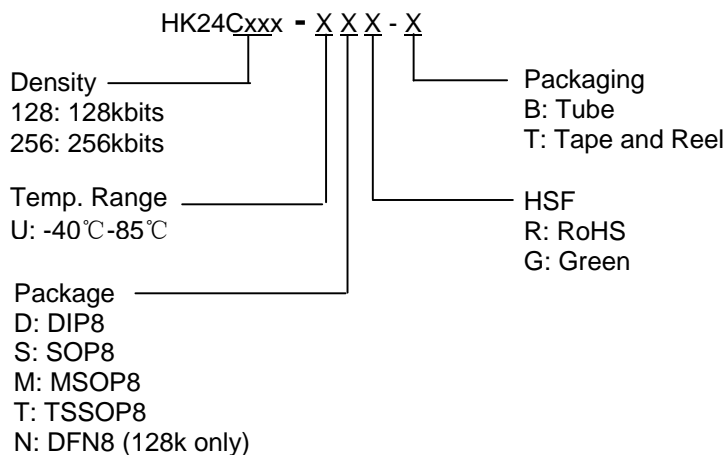 HK24Cxxx - X X X - X
Density
128: 128kbits
256: 256kbits
Temp. Range
U: -40℃-85℃
Package
D: DIP8
S: SOP8
M: MSOP8
T: TSSOP8
N: DFN8 (128k only)
Packaging
B: Tube
T: Tape and Reel
HSF
R: RoHS
G: Green